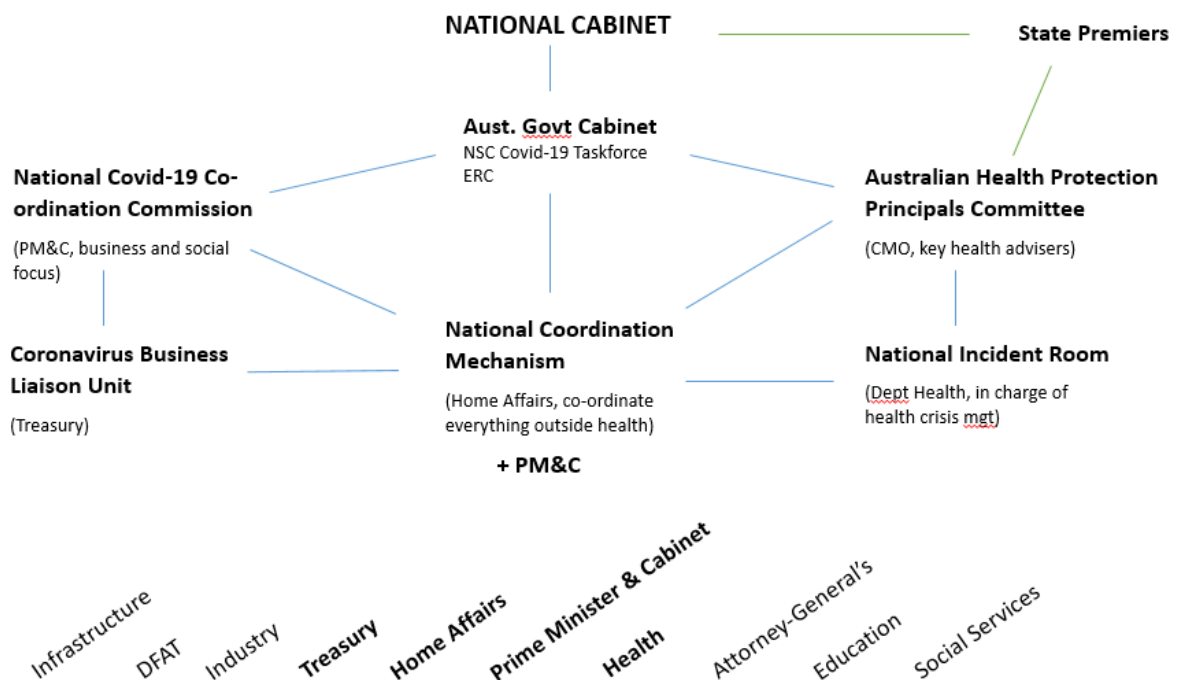 NATIONAL CABINET
State Premiers
Aust. Govt Cabinet
NSC Covid-19 Taskforce
ERC
National Covid-19 Co-
ordination Commission
(PM&C, business and social
focus)
Australian Health Protection
Principals Committee
(CMO, key health advisers)
Coronavirus Business
Liaison Unit
(Treasury)
National Coordination
Mechanism
(Home Affairs, co-ordinate
everything outside health)
+ PM&C
National Incident Room
(Dept Health, in charge of
health crisis mgt)
Infrastructure
DFAT
Industry
Treasury
Home Affairs
Prime Minister & Cabinet
Health
Attorney-General’s
Education
Social Services